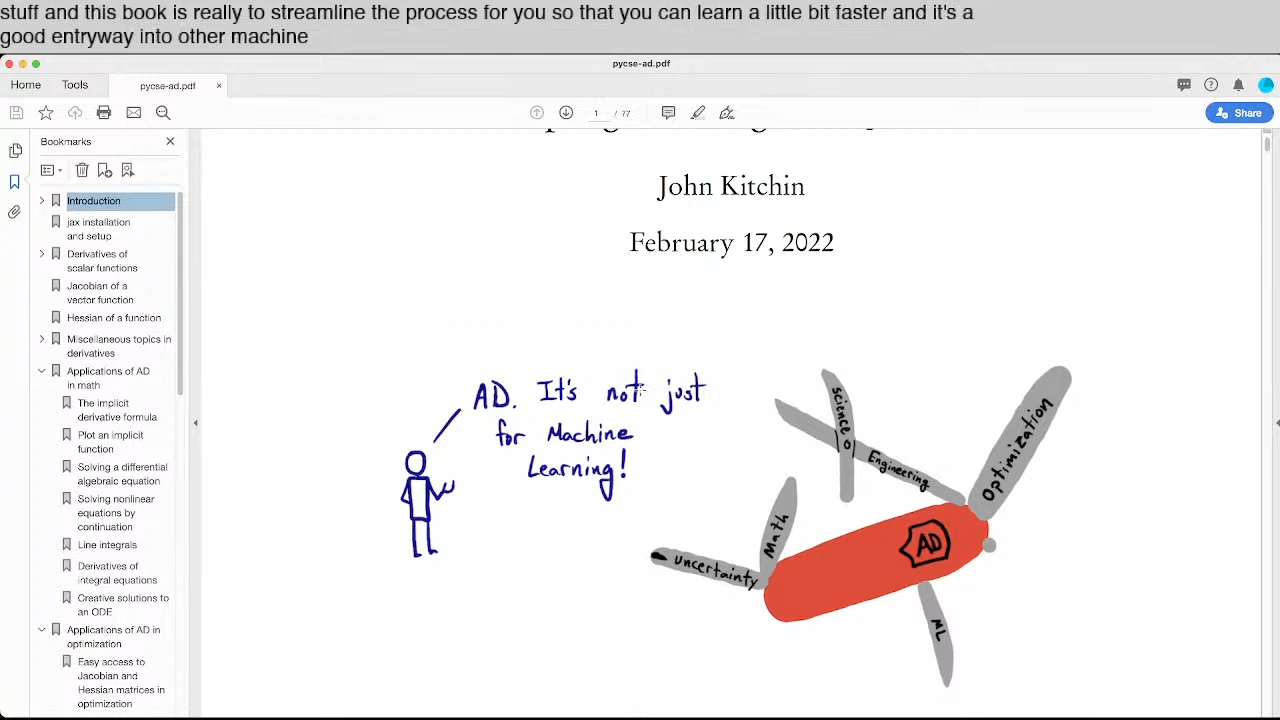 stuff and this book is really to streamline the process for you so that you can learn a little bit faster and it's a
good entryway into other machine
pycse-ad.pdf
Home
Tools
pycse-ad.pdf
1
/ 77
Share
Bookmarks
Introduction
jax installation
and setup
Derivatives of
scalar functions
Jacobian of a
vector function
Hessian of a function
Miscellaneous topics in
derivatives
Applications of AD
in math
The implicit
derivative formula
Plot an implicit
function
Solving a differential
algebraic equation
Solving nonlinear
equations by
continuation
Line integrals
Derivatives of
integral equations
Creative solutions to
an ODE
Applications of AD in
optimization
Easy access to
Jacobian and
Hessian matrices in
optimization
John Kitchin
February 17, 2022
AD. It's not just
for Machine
Learning!
science
Engineering
Optimization
Math
Uncertainty
AD
ML